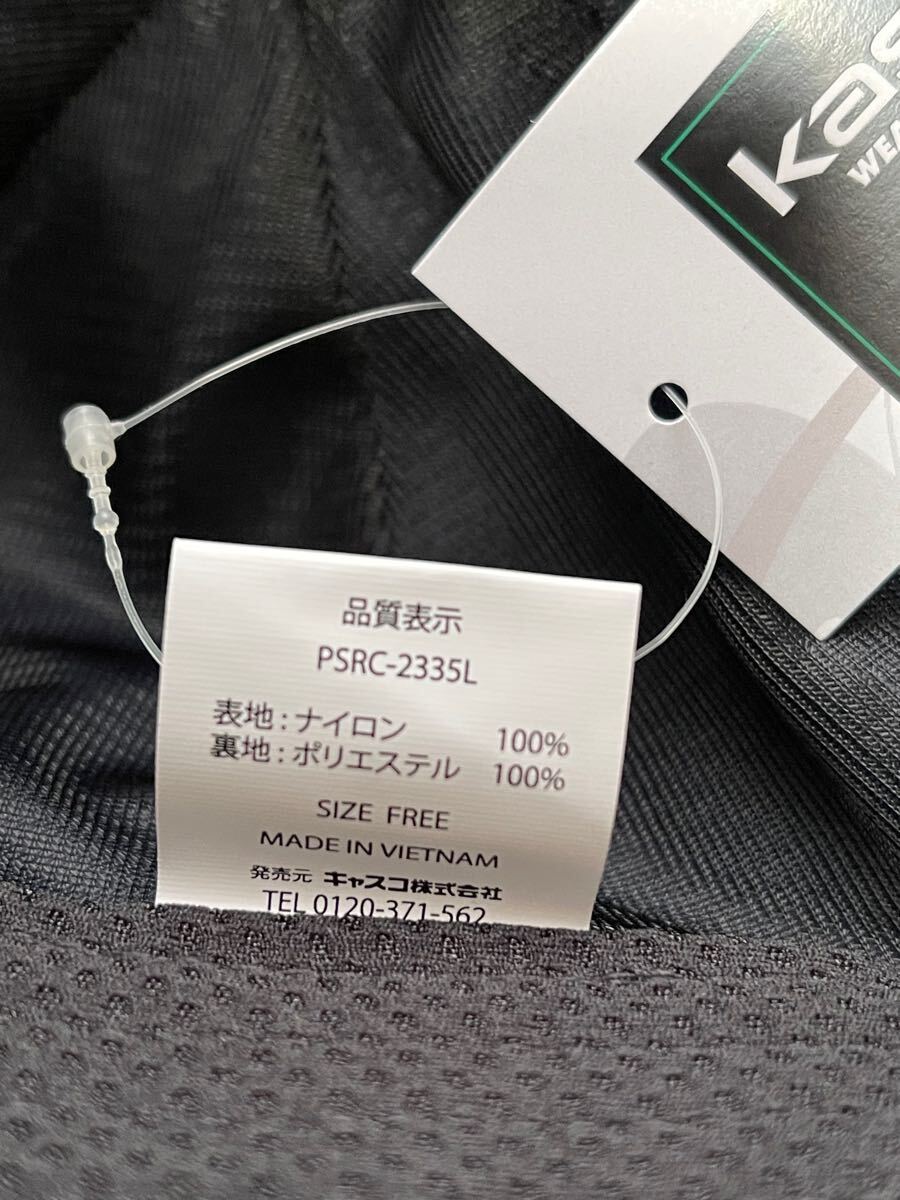 品質表示
PSRC-2335L
表地 : ナイロン 100%
裏地 : ポリエステル 100%
SIZE FREE
MADE IN VIETNAM
発売元 キャスコ株式会社
TEL 0120-371-562